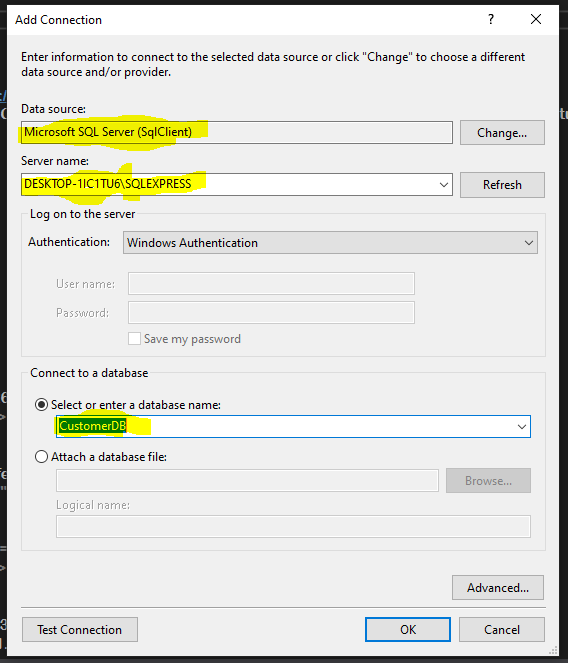 Add Connection
?
Enter information to connect to the selected data source or click "Change" to choose a different
data source and/or provider.
Data source:
Microsoft SQL Server (SqlClient)
Change...
Server name:
DESKTOP-1IC1TU6\SQLEXPRESS
Refresh
Log on to the server
Authentication:
Windows Authentication
User name:
Password:
Save my password
Connect to a database
Select or enter a database name:
CustomerDB
Attach a database file:
Browse...
Logical name:
Advanced...
Test Connection
OK
Cancel